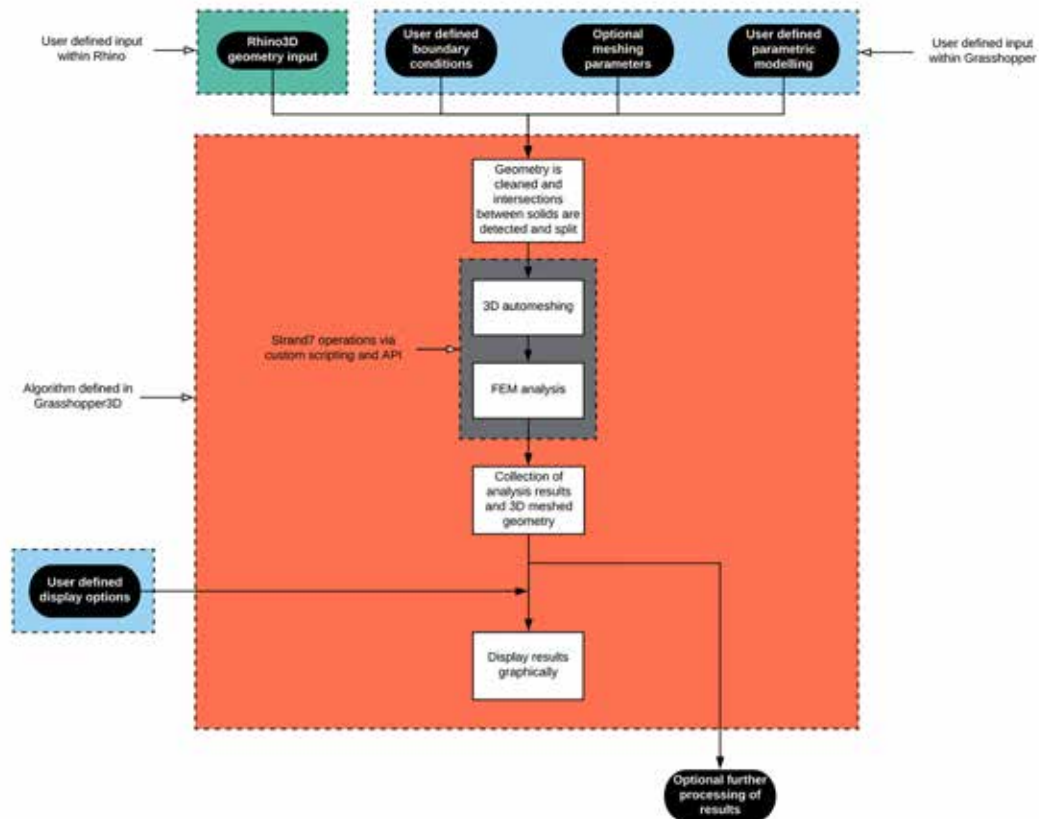 User defined input
within Rhino
Rhino3D
geometry input
User defined
boundary
conditions
Optional
meshing
parameters
User defined
parametric
modelling
User defined input
within Grasshopper
Geometry is
cleaned and
intersections
between solids are
detected and split
3D automeshing
Strand7 operations via
custom scripting and API
FEM analysis
Algorithm defined in
Grasshopper3D
Collection of
analysis results
and 3D meshed
geometry
User defined
display options
Display results
graphically
Optional further
processing of
results